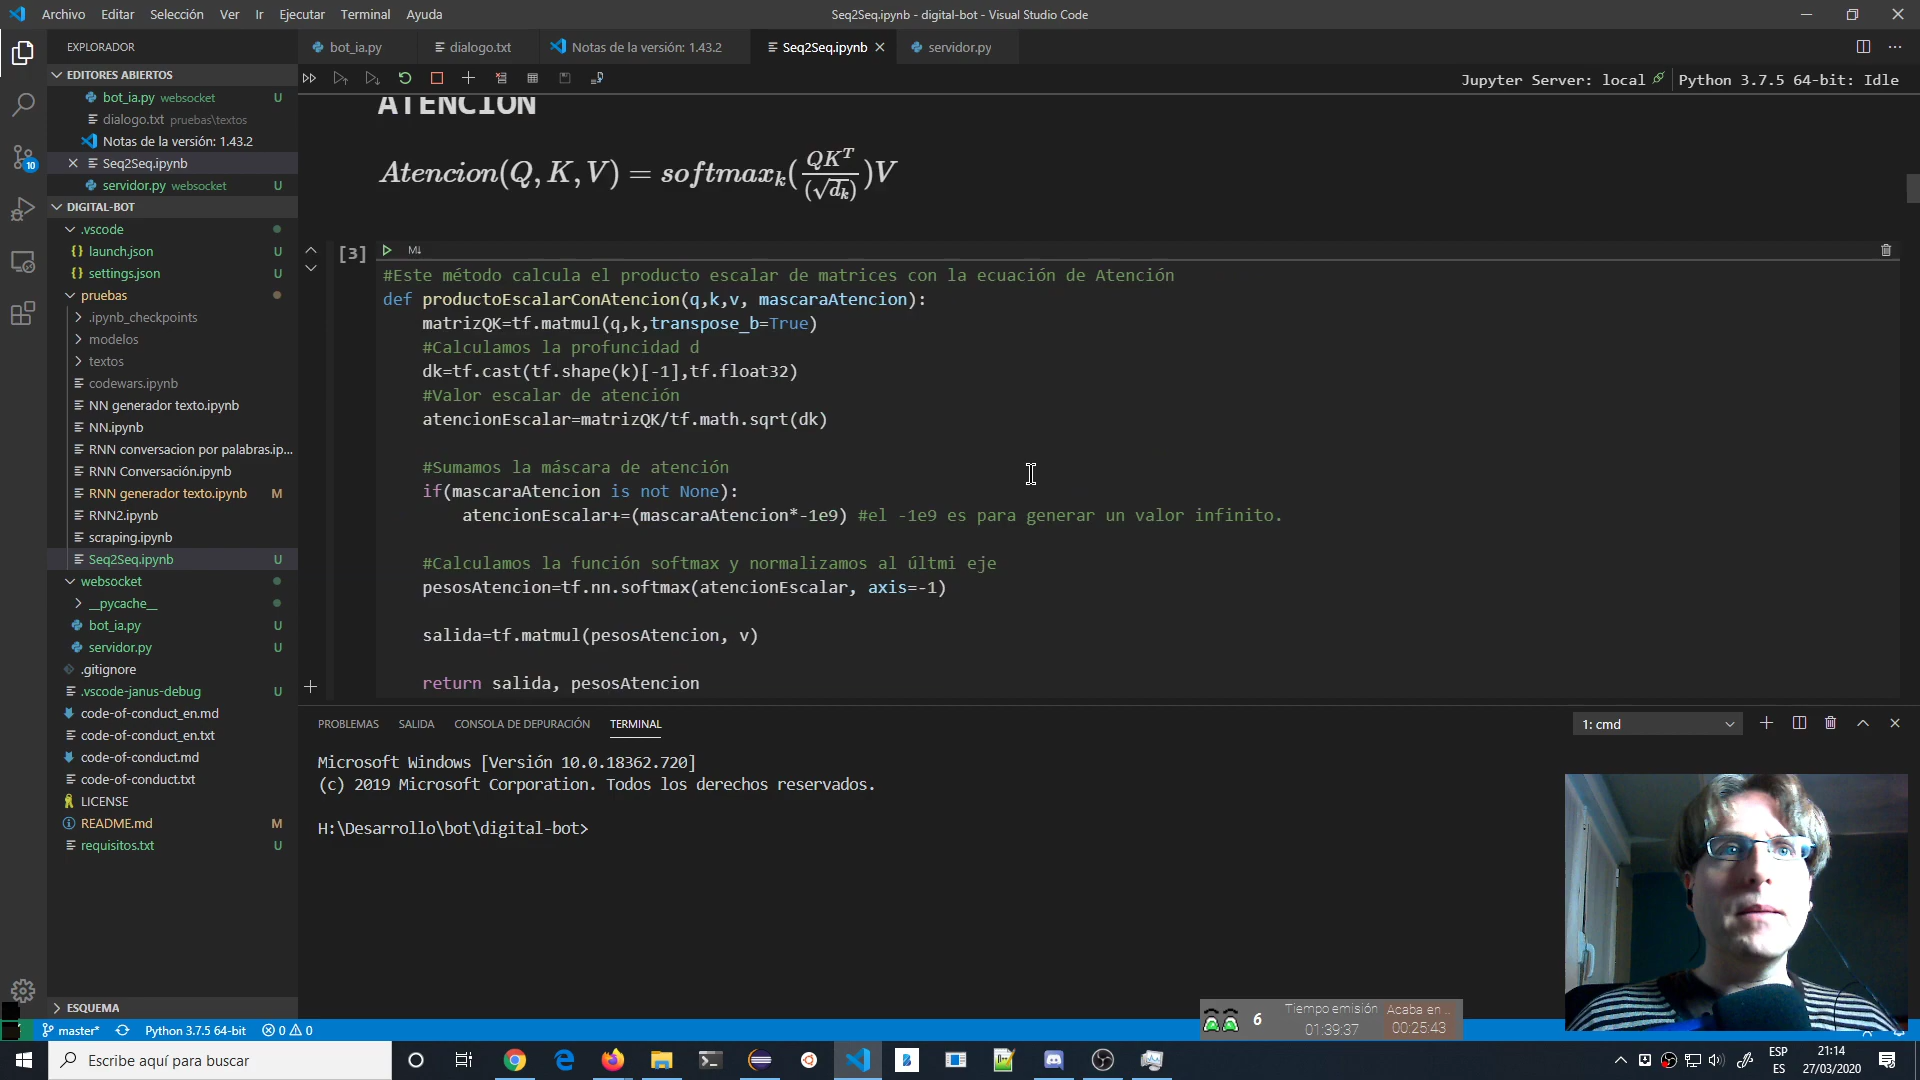 Archivo Editar Selección Ver Ir Ejecutar Terminal Ayuda
Seq2Seq.ipynb - digital-bot - Visual Studio Code
EXPLORADOR
EDITORES ABIERTOS
bot_ia.py websocket U
dialogo.txt pruebas\textos
Notas de la versión: 1.43.2
Seq2Seq.ipynb
servidor.py websocket U
DIGITAL-BOT
.vscode
launch.json U
settings.json U
pruebas
.ipynb_checkpoints
modelos
textos
codewars.ipynb
NN generador texto.ipynb
NN.ipynb
RNN conversacion por palabras.ip...
RNN Conversación.ipynb
RNN generador texto.ipynb M
RNN2.ipynb
scraping.ipynb
Seq2Seq.ipynb U
websocket
__pycache__
bot_ia.py U
servidor.py U
.gitignore
.vscode-janus-debug U
code-of-conduct_en.md
code-of-conduct_en.txt
code-of-conduct.md
code-of-conduct.txt
LICENSE
README.md M
requisitos.txt U
ESQUEMA
10
bot_ia.py dialogo.txt Notas de la versión: 1.43.2 Seq2Seq.ipynb servidor.py
Jupyter Server: local Python 3.7.5 64-bit: Idle
ATENCION
Atencion(Q, K, V) = softmax_k(QK^T/(√d_k))V
[3] M↓
#Este método calcula el producto escalar de matrices con la ecuación de Atención
def productoEscalarConAtencion(q,k,v, mascaraAtencion):
matrizQK=tf.matmul(q,k,transpose_b=True)
#Calculamos la profuncidad d
dk=tf.cast(tf.shape(k)[-1],tf.float32)
#Valor escalar de atención
atencionEscalar=matrizQK/tf.math.sqrt(dk)
#Sumamos la máscara de atención
if(mascaraAtencion is not None):
atencionEscalar+=(mascaraAtencion*-1e9) #el -1e9 es para generar un valor infinito.
#Calculamos la función softmax y normalizamos al últmi eje
pesosAtencion=tf.nn.softmax(atencionEscalar, axis=-1)
salida=tf.matmul(pesosAtencion, v)
return salida, pesosAtencion
PROBLEMAS SALIDA CONSOLA DE DEPURACIÓN TERMINAL
1: cmd
Microsoft Windows [Versión 10.0.18362.720]
(c) 2019 Microsoft Corporation. Todos los derechos reservados.
H:\Desarrollo\bot\digital-bot>
6 Tiempo emisión Acaba en ..
01:39:37 00:25:43
master* Python 3.7.5 64-bit 0 0
Escribe aquí para buscar
ESP
ES
21:14
27/03/2020